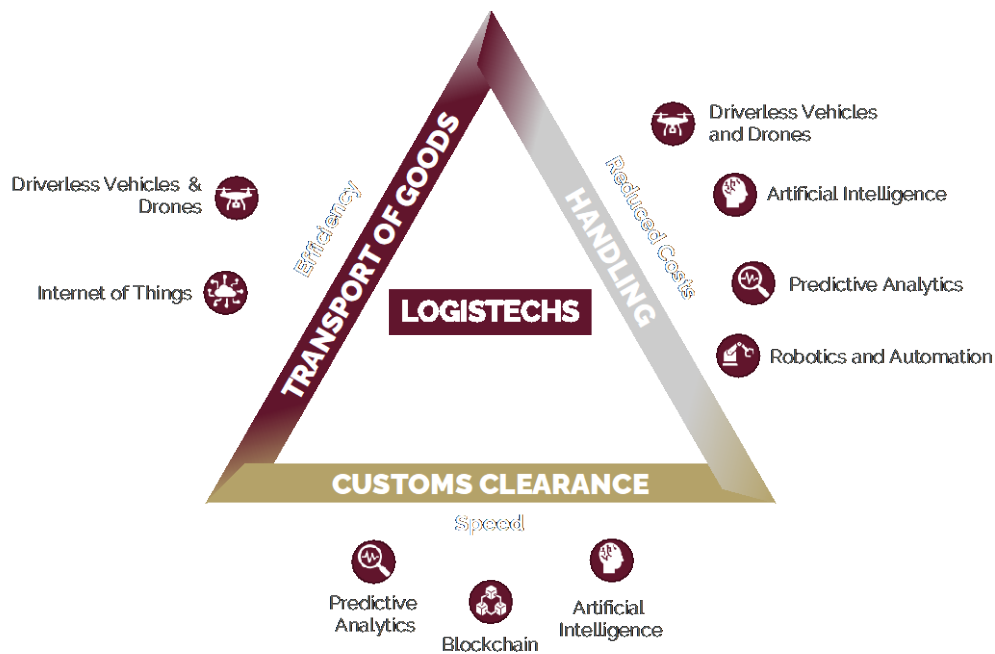 Driverless Vehicles &
Drones
Internet of Things
Efficiency
TRANSPORT OF GOODS
LOGISTECHS
HANDLING
Reduced Costs
Driverless Vehicles
and Drones
Artificial Intelligence
Predictive Analytics
Robotics and Automation
CUSTOMS CLEARANCE
Speed
Predictive
Analytics
Blockchain
Artificial
Intelligence